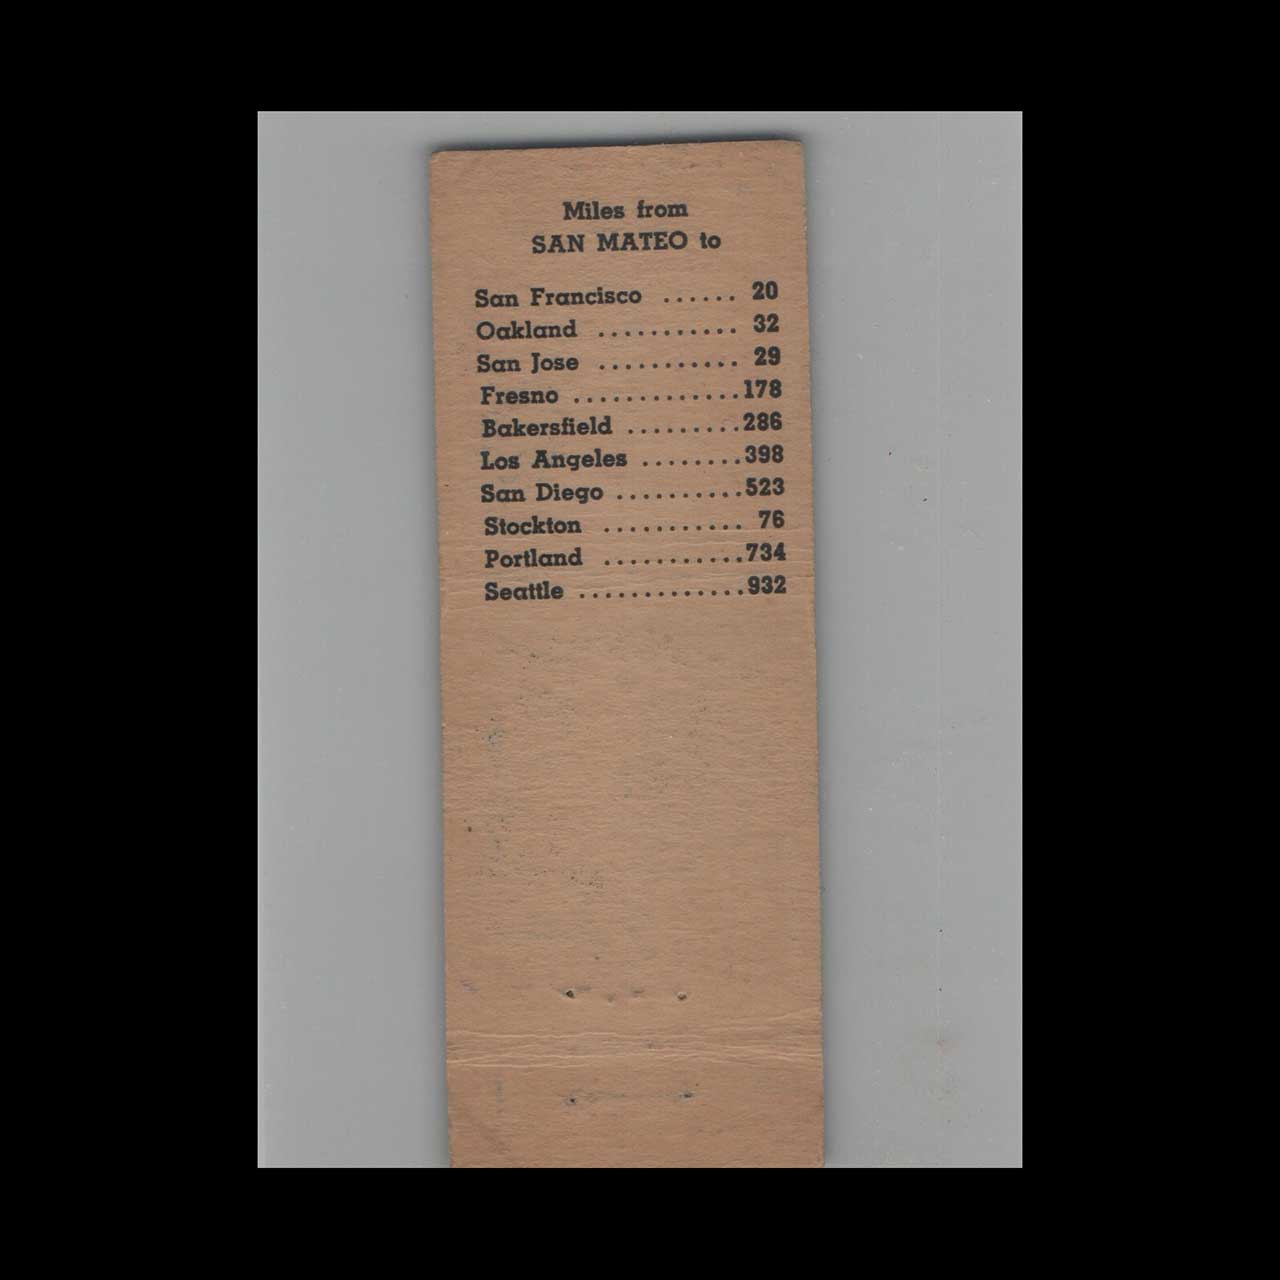 Miles from
SAN MATEO to
San Francisco ...... 20
Oakland ........... 32
San Jose ........... 29
Fresno .............178
Bakersfield .........286
Los Angeles ........398
San Diego ..........523
Stockton ........... 76
Portland ...........734
Seattle .............932